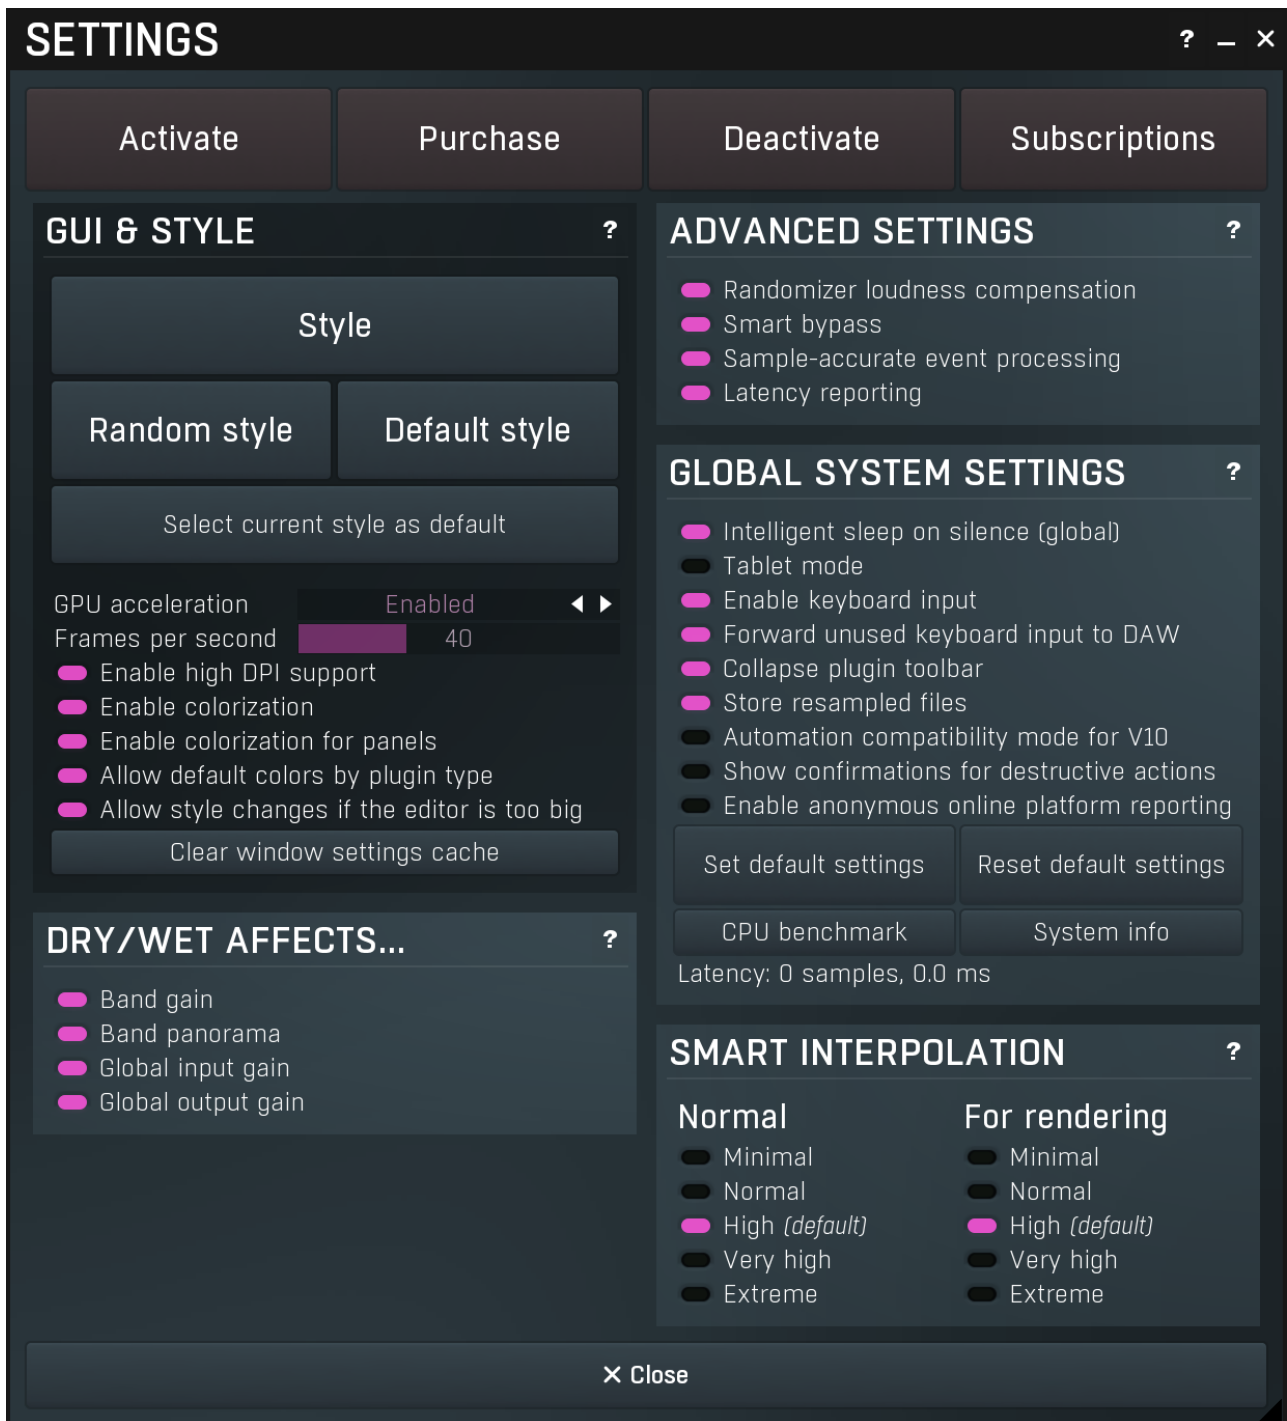 SETTINGS
? _ ×
Activate
Purchase
Deactivate
Subscriptions
GUI & STYLE ?
Style
Random style
Default style
Select current style as default
GPU acceleration Enabled
Frames per second 40
Enable high DPI support
Enable colorization
Enable colorization for panels
Allow default colors by plugin type
Allow style changes if the editor is too big
Clear window settings cache
DRY/WET AFFECTS... ?
Band gain
Band panorama
Global input gain
Global output gain
ADVANCED SETTINGS ?
Randomizer loudness compensation
Smart bypass
Sample-accurate event processing
Latency reporting
GLOBAL SYSTEM SETTINGS ?
Intelligent sleep on silence (global)
Tablet mode
Enable keyboard input
Forward unused keyboard input to DAW
Collapse plugin toolbar
Store resampled files
Automation compatibility mode for V10
Show confirmations for destructive actions
Enable anonymous online platform reporting
Set default settings
Reset default settings
CPU benchmark
System info
Latency: 0 samples, 0.0 ms
SMART INTERPOLATION ?
Normal
Minimal
Normal
High (default)
Very high
Extreme
For rendering
Minimal
Normal
High (default)
Very high
Extreme
× Close